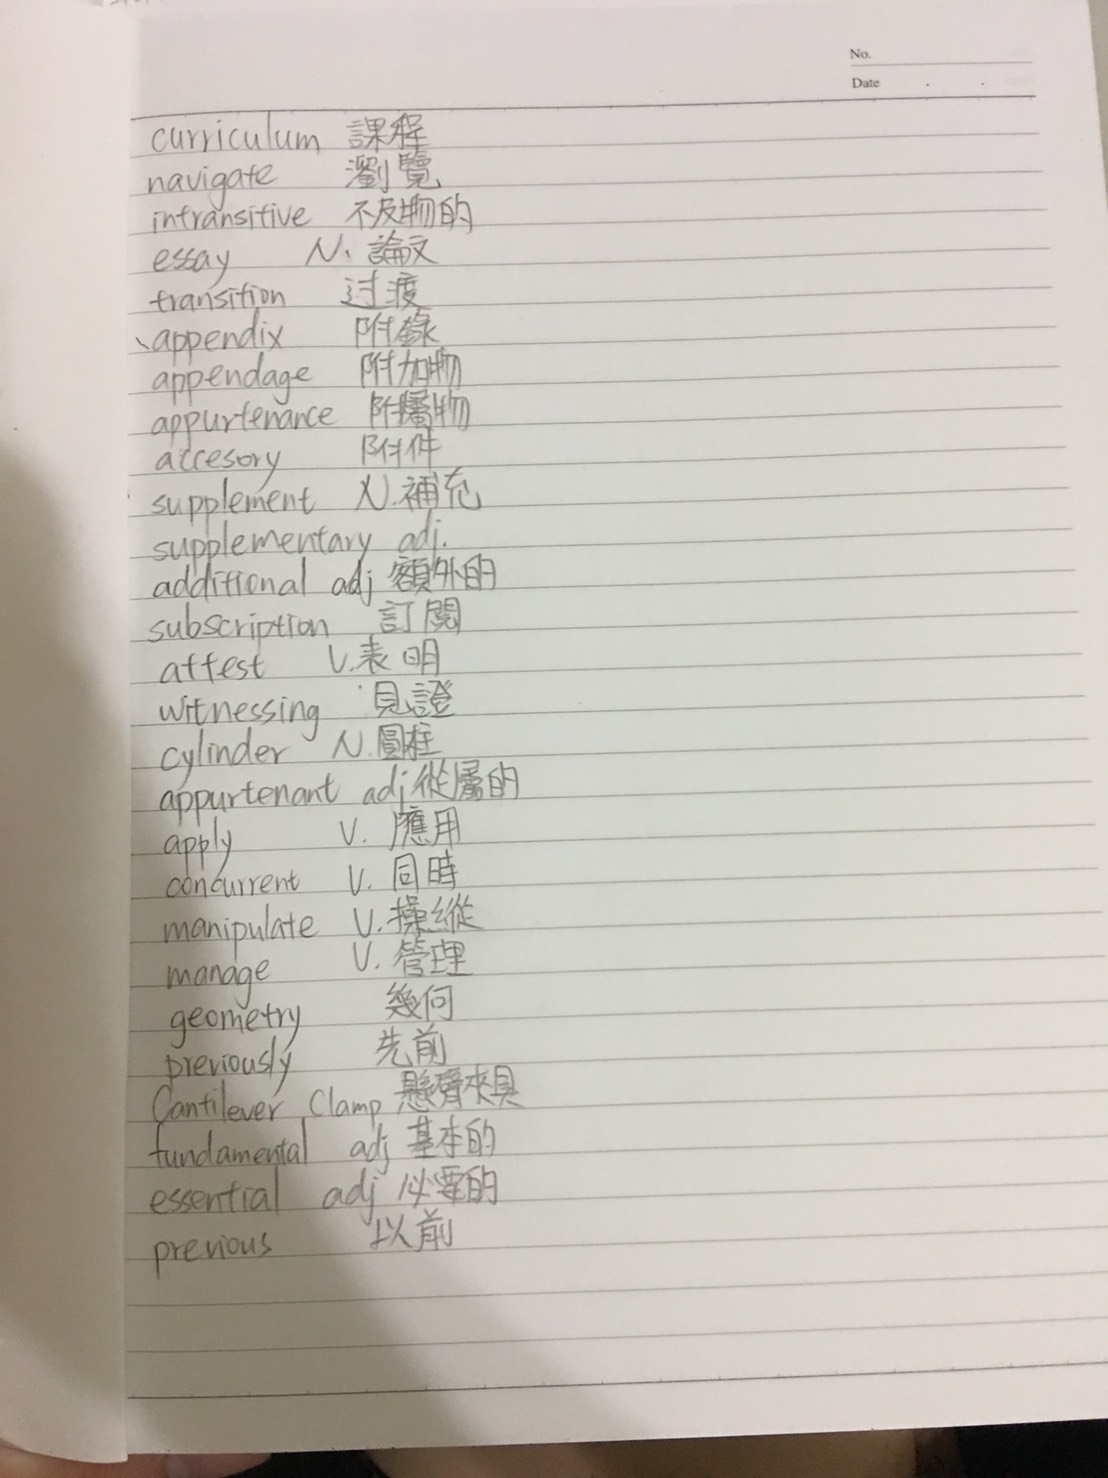 No.
Date . .
curriculum 課程
navigate 瀏覽
intransitive 不及物的
essay N. 論文
transition 过渡
、appendix 附錄
appendage 附加物
appurtenance 附屬物
accesory 附件
supplement N. 補充
supplementary adj.
additional adj 額外的
subscription 訂閱
attest V. 表明
witnessing 見證
cylinder N. 圓柱
appurtenant adj 從屬的
apply V. 應用
concurrent V. 同時
manipulate V. 操縱
manage V. 管理
geometry 幾何
previously 先前
Cantilever Clamp 懸臂夾具
fundamental adj 基本的
essential adj 必要的
previous 以前